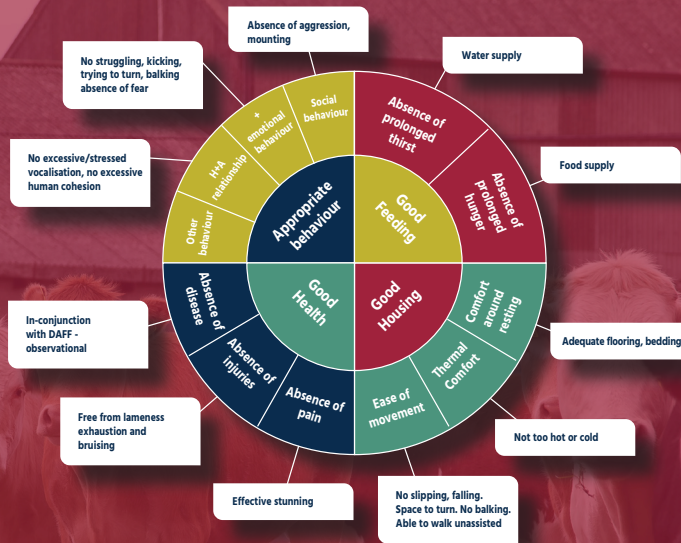 Absence of aggression,
mounting
No struggling, kicking,
trying to turn, balking
absence of fear
Water supply
No excessive/stressed
vocalisation, no excessive
human cohesion
Food supply
In-conjunction
with DAFF -
observational
Adequate flooring, bedding
Free from lameness
exhaustion and
bruising
Not too hot or cold
Effective stunning
No slipping, falling.
Space to turn. No balking.
Able to walk unassisted
Social
behaviour
+
emotional
behaviour
H+A
relationship
Other
behaviour
Absence of
prolonged
thirst
Absence of
prolonged
hunger
Comfort
around
resting
Thermal
Comfort
Ease of
movement
Absence of
pain
Absence of
injuries
Absence of
disease
Appropriate
behaviour
Good
Feeding
Good
Health
Good
Housing